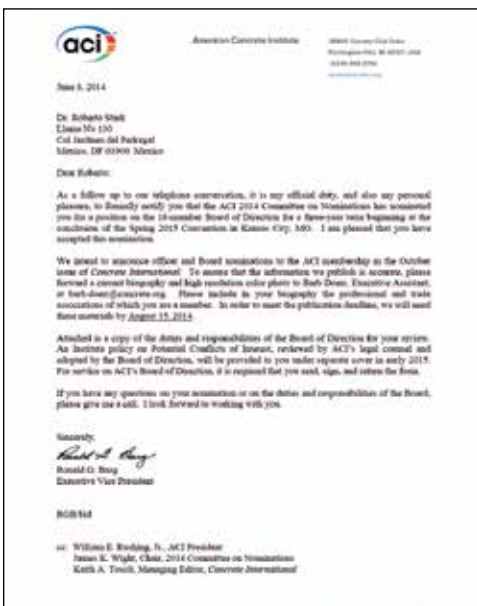 aci
American Concrete Institute
June 5, 2014
Dr. Roberto Stark
Llama No 130
Col Jardines del Pedregal
Mexico, DF 01900 Mexico
Dear Roberto:
As a follow up to our telephone conversation, it is my official duty, and also my personal
pleasure, to formally notify you that the ACI 2014 Committee on Nominations has nominated
you for a position on the 16-member Board of Direction for a three-year term beginning at the
conclusion of the Spring 2015 Convention in Kansas City, MO. I am pleased that you have
accepted this nomination.
We intend to announce officer and Board nominations to the ACI membership in the October
issue of Concrete International. To assure that the information we publish is accurate, please
forward a current biography and high resolution color photo to Barb Doerr, Executive Assistant,
at Please include in your biography the professional and trade
associations of which you are a member. In order to meet the publication deadline, we will need
these materials by August 15, 2014.
Attached is a copy of the duties and responsibilities of the Board of Direction for your review.
An Institute policy on Potential Conflicts of Interest, reviewed by ACI's legal counsel and
adopted by the Board of Direction, will be provided to you under separate cover in early 2015.
For service on ACI's Board of Direction, it is required that you read, sign, and return the form.
If you have any questions on your nomination or on the duties and responsibilities of the Board,
please give me a call. I look forward to working with you.
Sincerely,
Ronald G. Burg
Executive Vice President
cc: William E. Rushing, Jr., ACI President
James K. Wight, Chair, 2014 Committee on Nominations
Keith A. Tosolt, Managing Editor, Concrete International